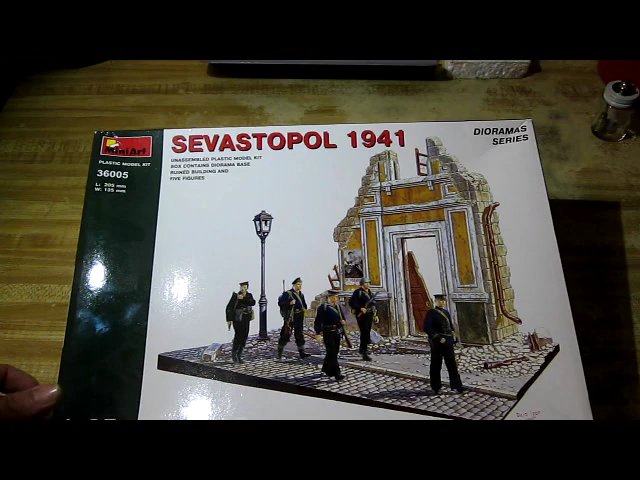 MiniArt
PLASTIC MODEL KIT
36005
L: 205 mm
W: 135 mm
SEVASTOPOL 1941
UNASSEMBLED PLASTIC MODEL KIT
BOX CONTAINS DIORAMA BASE
RUINED BUILDING AND
FIVE FIGURES
DIORAMAS
SERIES